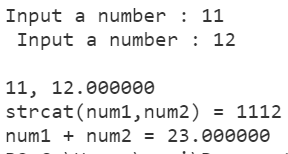 Input a number : 11
Input a number : 12
11, 12.000000
strcat(num1,num2) = 1112
num1 + num2 = 23.000000